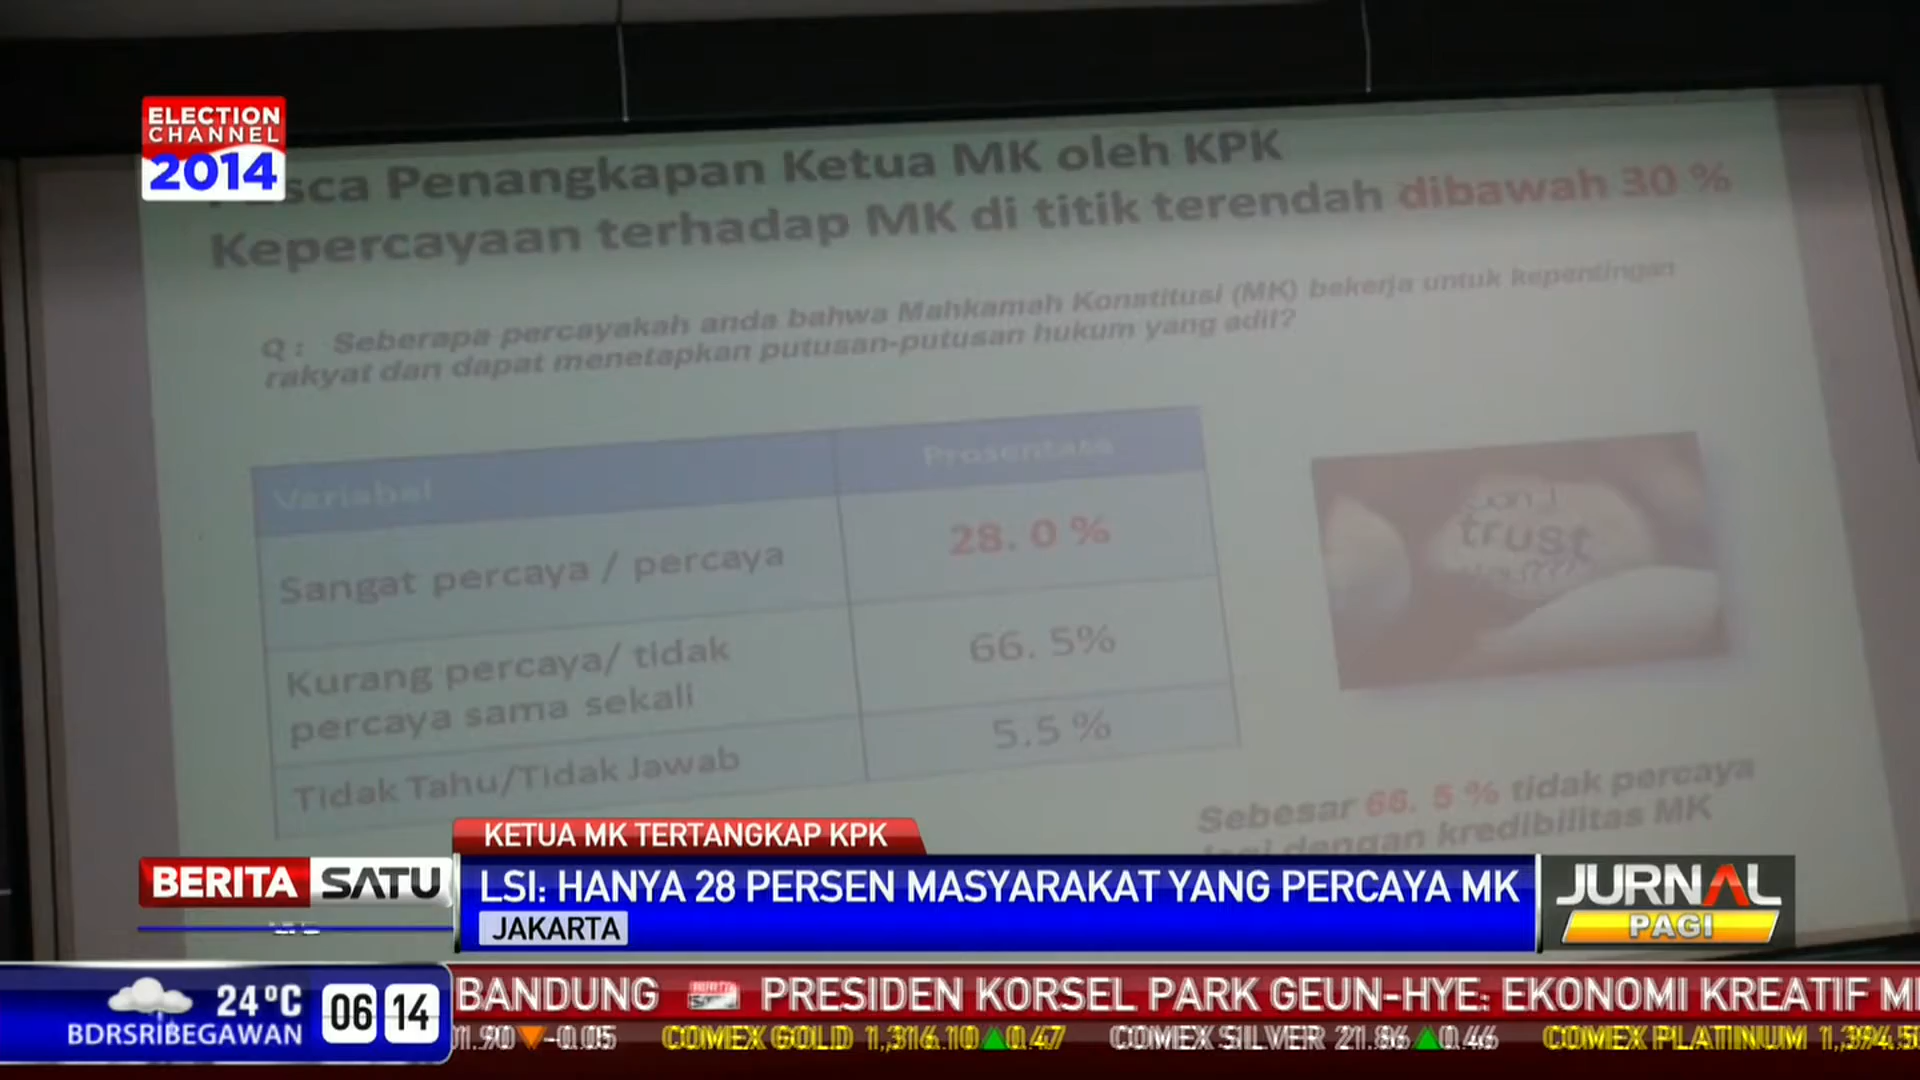 ELECTION
CHANNEL
2014
Pasca Penangkapan Ketua MK oleh KPK
Kepercayaan terhadap MK di titik terendah dibawah 30 %
Q : Seberapa percayakah anda bahwa Mahkamah Konstitusi (MK) bekerja untuk kepentingan
rakyat dan dapat menetapkan putusan-putusan hukum yang adil?
Variabel
Prosentase
Sangat percaya / percaya
28. 0 %
Kurang percaya/ tidak
percaya sama sekali
66. 5%
Tidak Tahu/Tidak Jawab
5.5 %
trust
Sebesar 66. 5 % tidak percaya
lagi dengan kredibilitas MK
KETUA MK TERTANGKAP KPK
BERITA SATU
LSI: HANYA 28 PERSEN MASYARAKAT YANG PERCAYA MK
JAKARTA
JURNAL
PAGI
24°C
BDRSRIBEGAWAN
06 14
BANDUNG
PRESIDEN KORSEL PARK GEUN-HYE: EKONOMI KREATIF
-0.05 COMEX GOLD 1,316.10 0.47 COMEX SILVER 21.86 0.46 COMEX PLATINUM